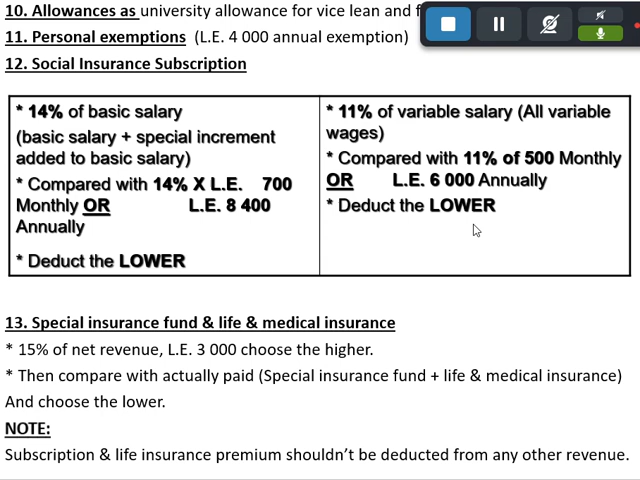 10. Allowances as university allowance for vice lean and
11. Personal exemptions (L.E. 4 000 annual exemption)
12. Social Insurance Subscription
* 14% of basic salary
(basic salary + special increment
added to basic salary)
* Compared with 14% X L.E. 700
Monthly OR L.E. 8 400
Annually
* Deduct the LOWER
* 11% of variable salary (All variable
wages)
* Compared with 11% of 500 Monthly
OR L.E. 6 000 Annually
* Deduct the LOWER
13. Special insurance fund & life & medical insurance
* 15% of net revenue, L.E. 3 000 choose the higher.
* Then compare with actually paid (Special insurance fund + life & medical insurance)
And choose the lower.
NOTE:
Subscription & life insurance premium shouldn't be deducted from any other revenue.